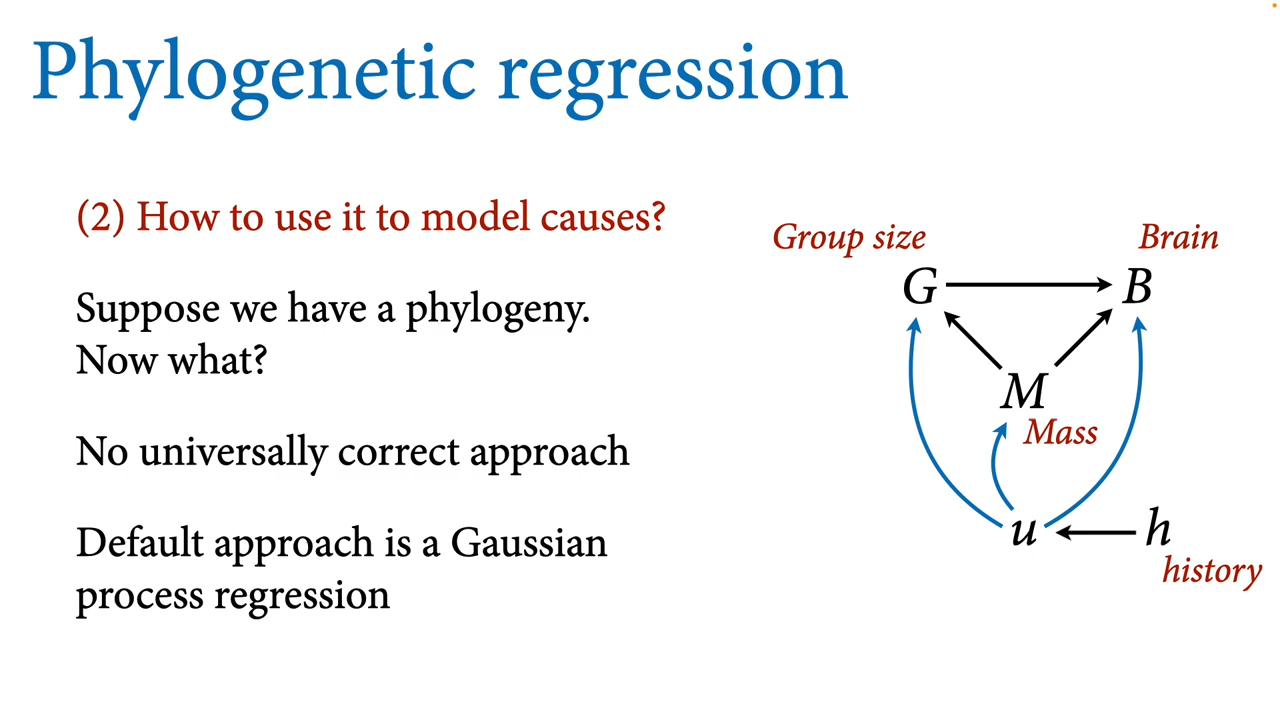 Phylogenetic regression
(2) How to use it to model causes?
Suppose we have a phylogeny.
Now what?
No universally correct approach
Default approach is a Gaussian
process regression
Group size
Brain
G
B
M
Mass
u
h
history